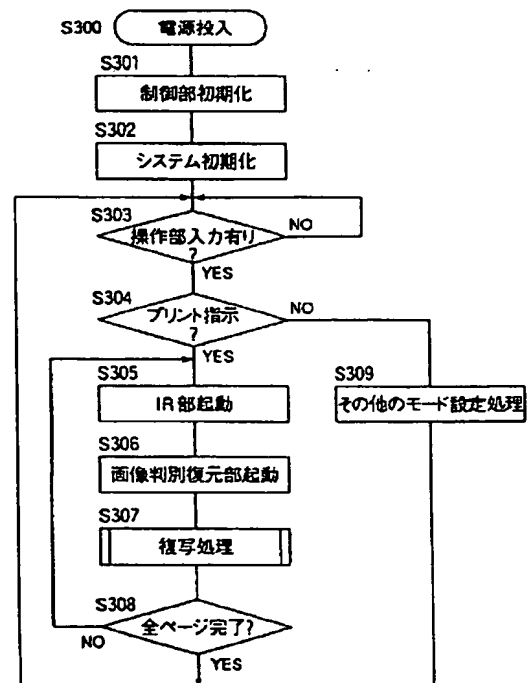 S300
電源投入
S301
制御部初期化
S302
システム初期化
S303
操作部入力有り
?
NO
YES
S304
プリント指示
?
NO
YES
S305
IR部起動
S309
その他のモード設定処理
S306
画像判別復元部起動
S307
複写処理
S308
全ページ完了?
NO
YES